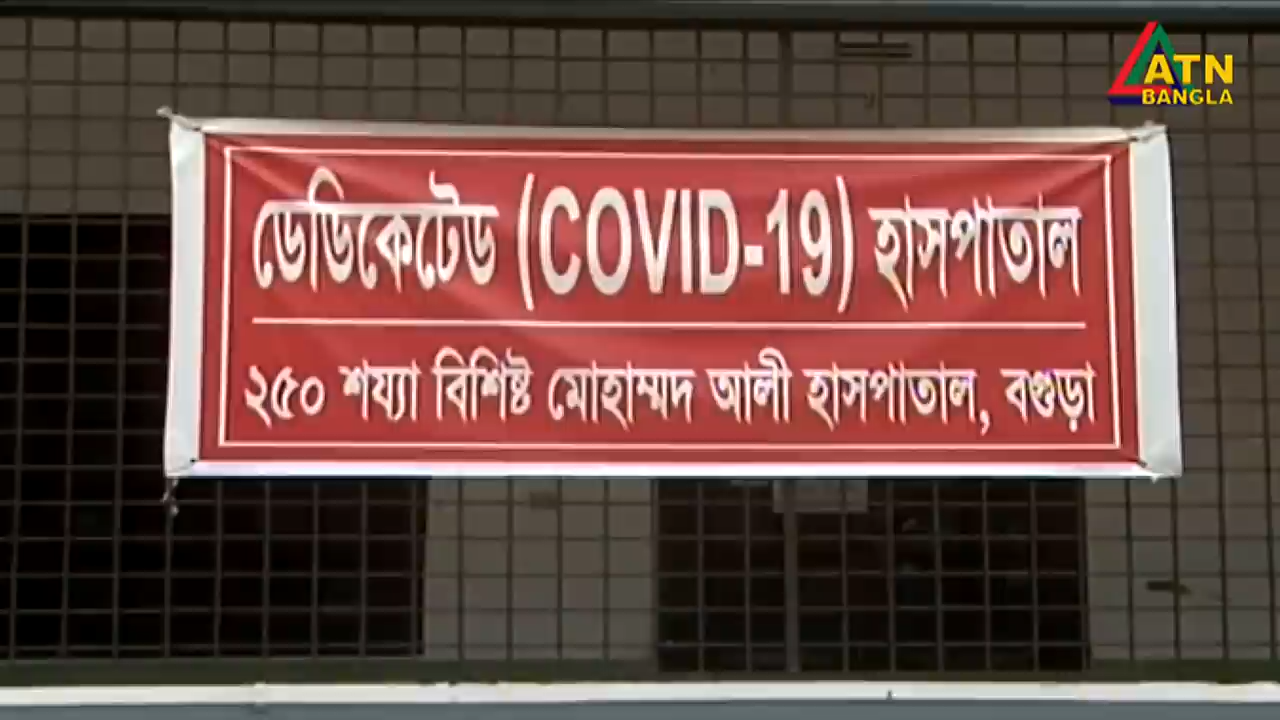 ATN
BANGLA
ডেডিকেটেড (COVID-19) হাসপাতাল
২৫০ শয্যা বিশিষ্ট মোহাম্মদ আলী হাসপাতাল, বগুড়া